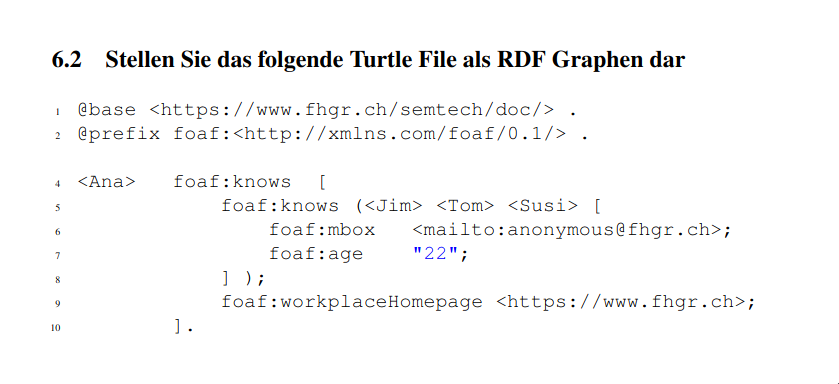 6.2 Stellen Sie das folgende Turtle File als RDF Graphen dar
1 @base <https://www.fhgr.ch/semtech/doc/> .
2 @prefix foaf:<http://xmlns.com/foaf/0.1/> .
4 <Ana> foaf:knows [
5 foaf:knows (<Jim> <Tom> <Susi> [
6 foaf:mbox <mailto:anonymous@fhgr.ch>;
7 foaf:age "22";
8 ] );
9 foaf:workplaceHomepage <https://www.fhgr.ch>;
10 ].